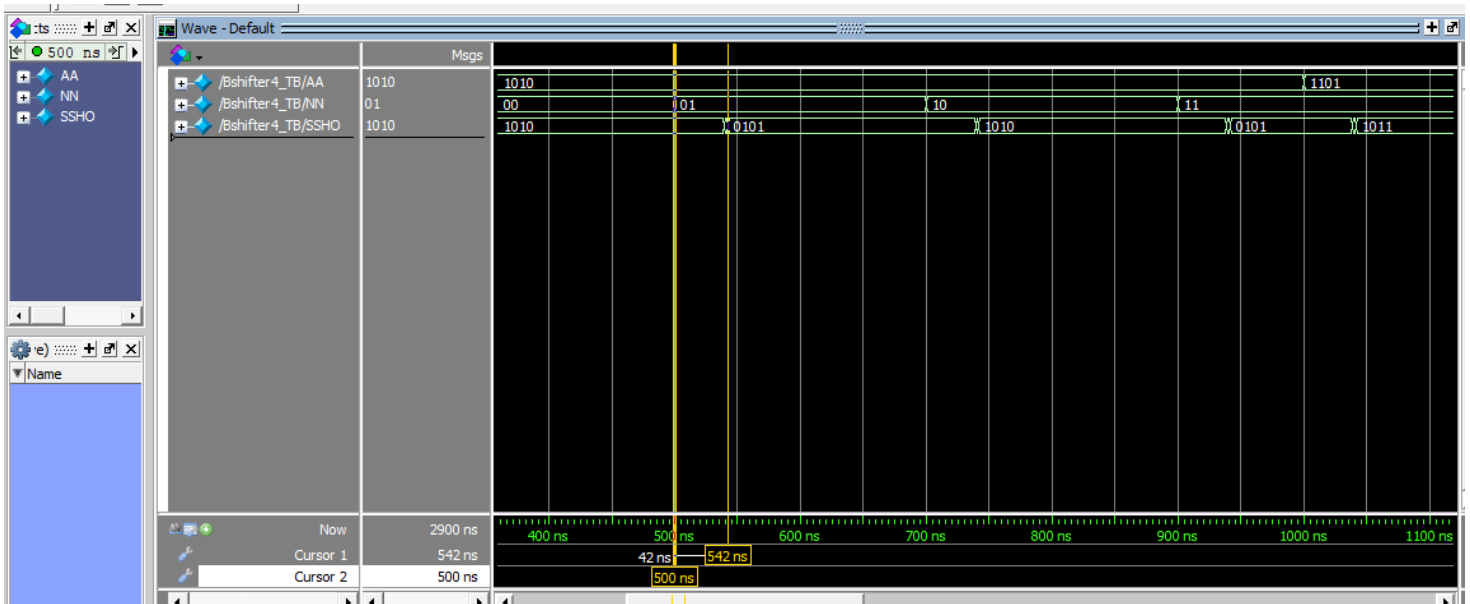 :ts
Wave - Default
500 ns
Msgs
AA
NN
SSHO
/Bshifter4_TB/AA 1010 1010 1101
/Bshifter4_TB/NN 01 00 01 10 11
/Bshifter4_TB/SSHO 1010 1010 0101 1010 0101 1011
e)
Name
Now 2900 ns 400 ns 500 ns 600 ns 700 ns 800 ns 900 ns 1000 ns 1100 ns
Cursor 1 542 ns 42 ns 542 ns
Cursor 2 500 ns 500 ns